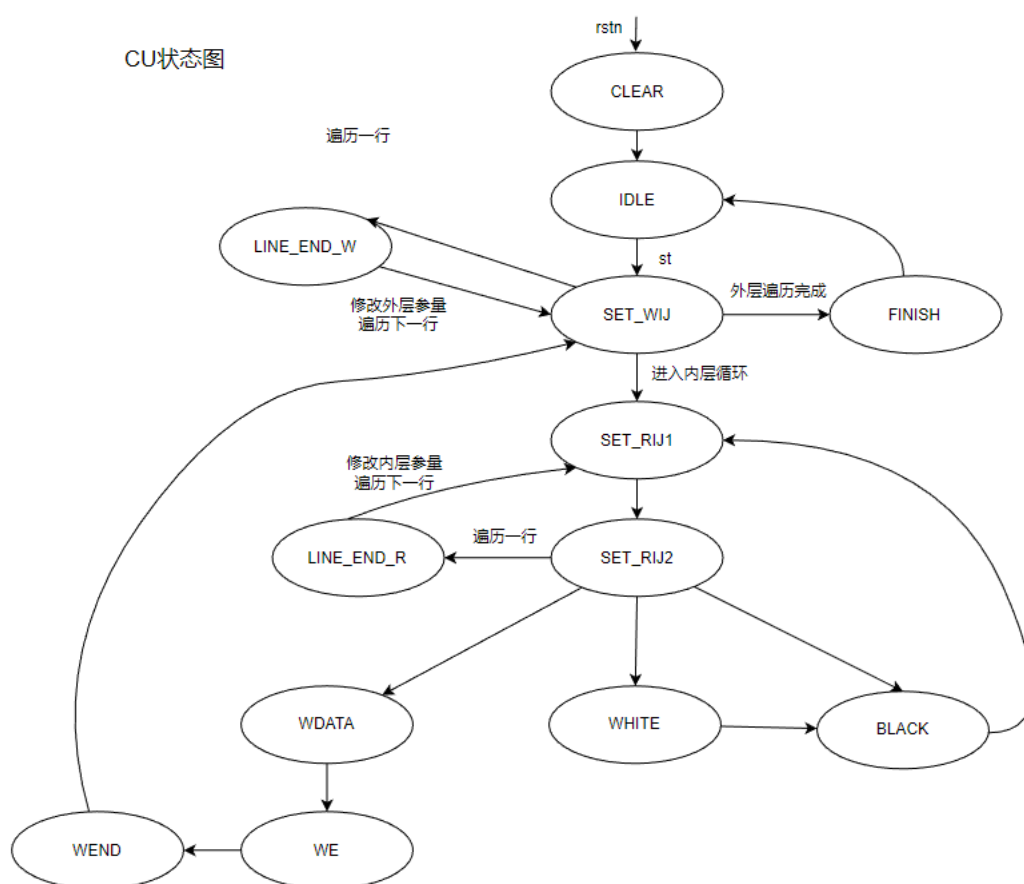 rstn
CU状态图
CLEAR
遍历一行
IDLE
LINE_END_W
st
外层遍历完成
修改外层参量
遍历下一行
SET_WIJ
FINISH
进入内层循环
SET_RIJ1
修改内层参量
遍历下一行
遍历一行
LINE_END_R
SET_RIJ2
WDATA
WHITE
BLACK
WEND
WE